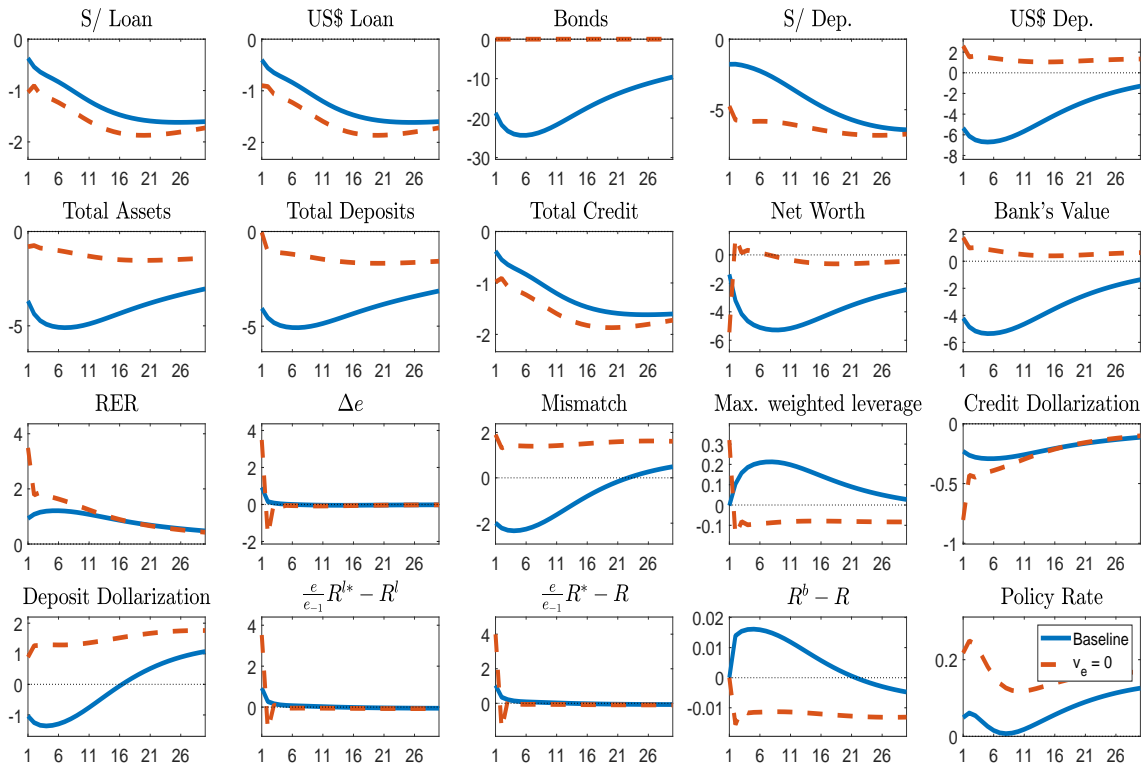 S/ Loan US$ Loan Bonds S/ Dep. US$ Dep.
0 0 0 0 2
-1 -1 -10 0
-2 -2 -20 -5 -2
-30 -4
-6
-8
1 6 11 16 21 26 1 6 11 16 21 26 1 6 11 16 21 26 1 6 11 16 21 26 1 6 11 16 21 26
Total Assets Total Deposits Total Credit Net Worth Bank's Value
0 0 0 0 2
-5 -5 -1 -2 0
-2 -4 -2
-6 -4
-6
1 6 11 16 21 26 1 6 11 16 21 26 1 6 11 16 21 26 1 6 11 16 21 26 1 6 11 16 21 26
RER Δe Mismatch Max. weighted leverage Credit Dollarization
4 4 2 0.3 0
2 2 0 0.2 -0.5
0 0 -2 0.1 -1
-2 0
-0.1
1 6 11 16 21 26 1 6 11 16 21 26 1 6 11 16 21 26 1 6 11 16 21 26 1 6 11 16 21 26
Deposit Dollarization e/e₋₁ Rˡ* − Rˡ e/e₋₁ R* − R Rᵇ − R Policy Rate
2 4 4 0.02 0.2
1 2 2 0.01 0
0 0 0 0
-1 -0.01
Baseline
v_e = 0
1 6 11 16 21 26 1 6 11 16 21 26 1 6 11 16 21 26 1 6 11 16 21 26 1 6 11 16 21 26